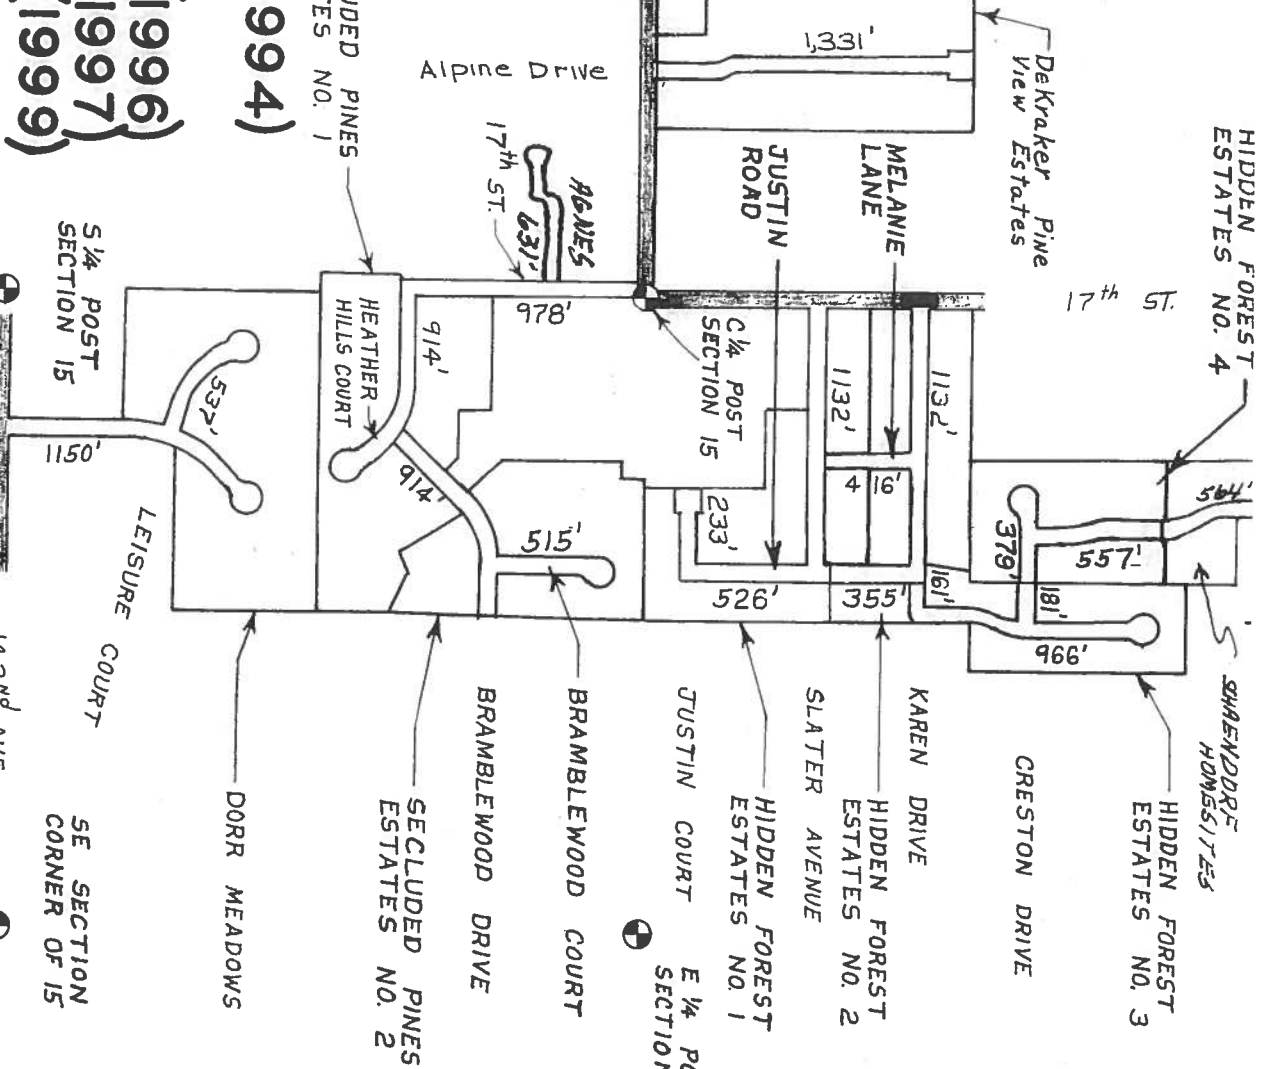 HIDDEN FOREST
ESTATES NO. 4
DeKraker Pine
View Estates
1,331'
Alpine Drive
17th ST.
AGNES
631'
JUSTIN
ROAD
MELANIE
LANE
17th ST.
994)
1996)
1997)
1999)
UDED PINES
TES NO. 1
S 1/4 POST
SECTION 15
978'
C 1/4 POST
SECTION 15
HEATHER
HILLS COURT
914'
914'
515'
537'
1150'
233'
526'
1132'
1132'
416'
355'
161'
379'
557'
564'
181'
966'
SHAENDORF
HOMESITES
HIDDEN FOREST
ESTATES NO. 3
CRESTON DRIVE
KAREN DRIVE
HIDDEN FOREST
ESTATES NO. 2
SLATER AVENUE
HIDDEN FOREST
ESTATES NO. 1
JUSTIN COURT
E 1/4 PO
SECTION
BRAMBLEWOOD COURT
BRAMBLEWOOD DRIVE
SECLUDED PINES
ESTATES NO. 2
DORR MEADOWS
LEISURE COURT
SE SECTION
CORNER OF 15